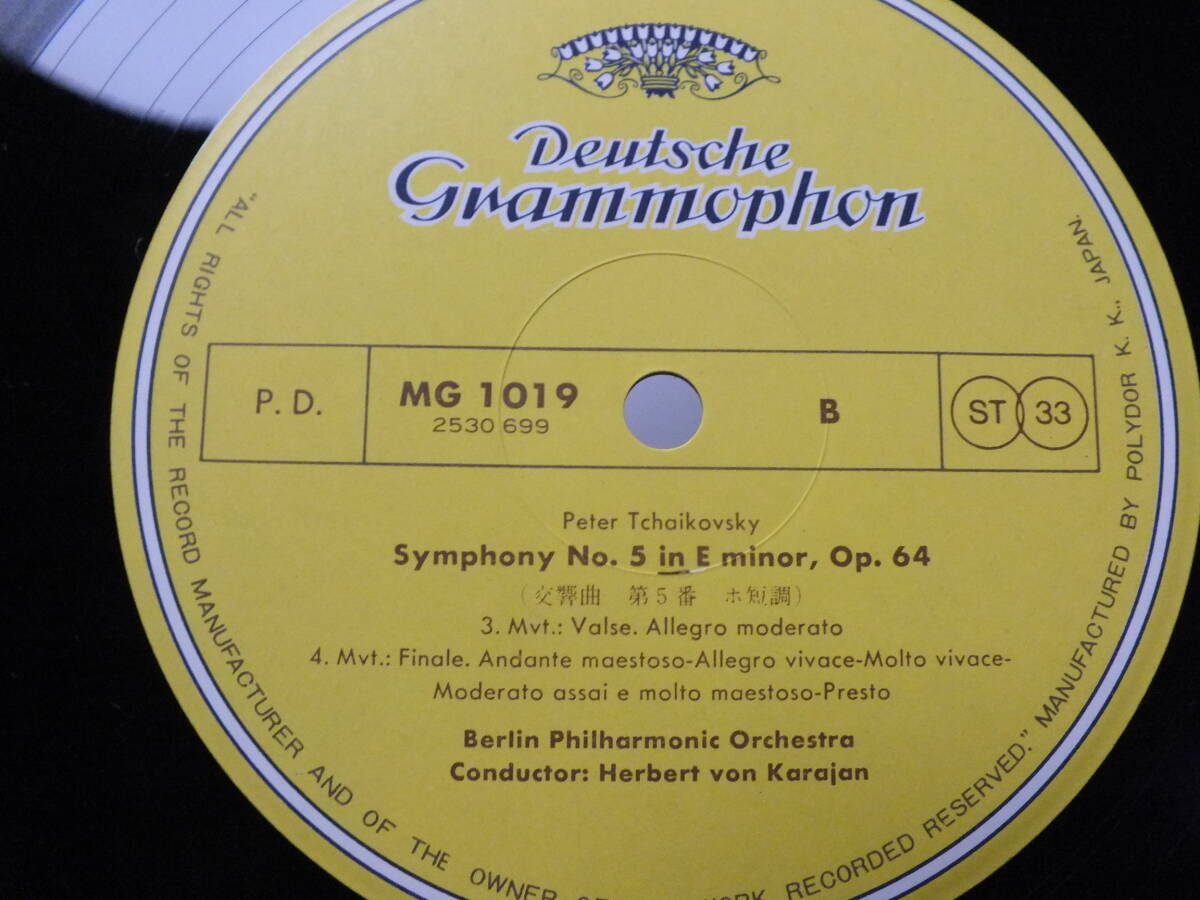 Deutsche
Grammophon
P. D.
MG 1019
2530 699
B
ST 33
Peter Tchaikovsky
Symphony No. 5 in E minor, Op. 64
(交響曲 第5番 ホ短調)
3. Mvt.: Valse. Allegro moderato
4. Mvt.: Finale. Andante maestoso-Allegro vivace-Molto vivace-
Moderato assai e molto maestoso-Presto
Berlin Philharmonic Orchestra
Conductor: Herbert von Karajan
"ALL RIGHTS OF THE RECORD MANUFACTURER AND OF THE OWNER OF WORK RECORDED RESERVED." MANUFACTURED BY POLYDOR K. K., JAPAN.